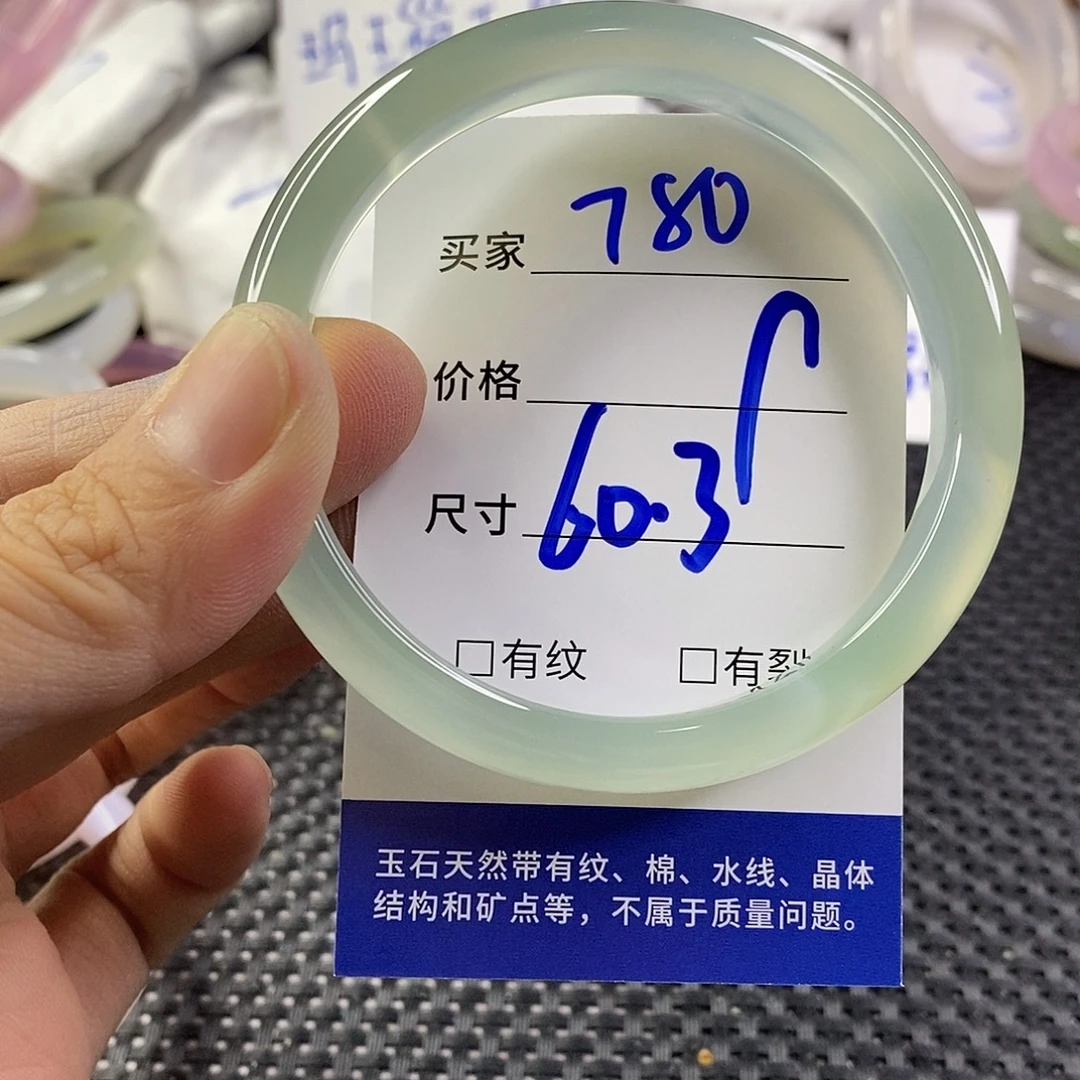 买家 780
价格
尺寸 60.3
□有纹 □有裂
玉石天然带有纹、棉、水线、晶体
结构和矿点等，不属于质量问题。